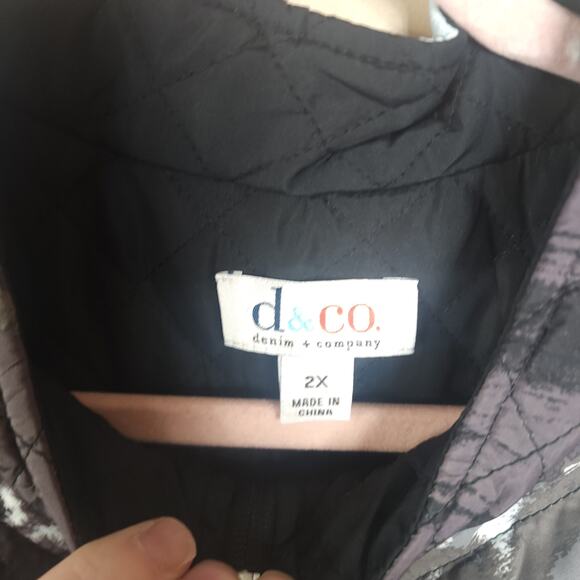 d&co.
denim + company
2X
MADE IN
CHINA